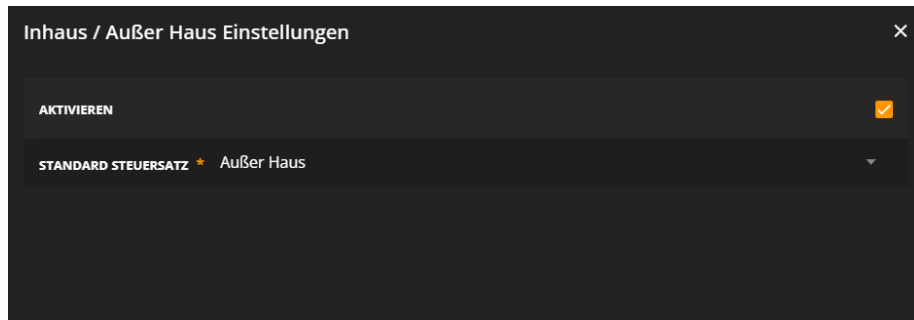 Inhaus / Außer Haus Einstellungen
AKTIVIEREN
STANDARD STEUERSATZ * Außer Haus